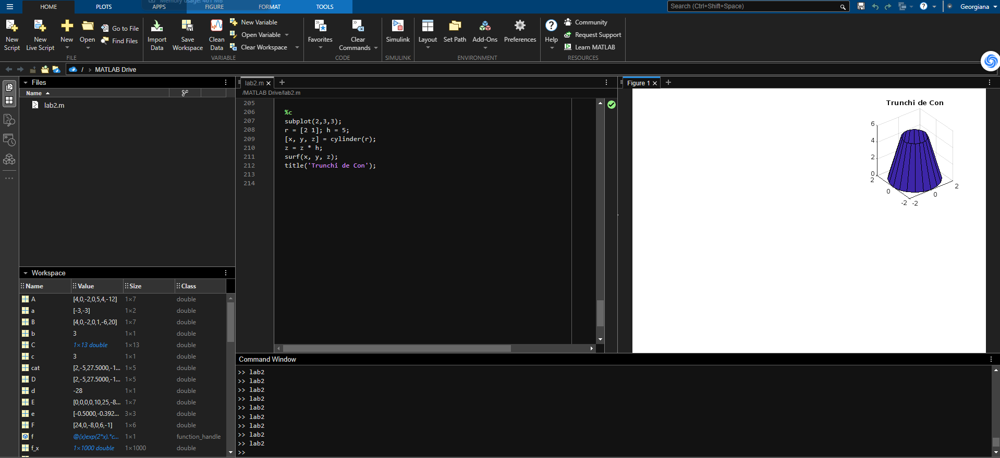 HOME PLOTS APPS FIGURE FORMAT TOOLS Search (Ctrl+Shift+Space) Georgiana
Memory usage: 401 MB
New Script
New Live Script
New
Open
Go to File
Find Files
FILE
Import Data
Save Workspace
Clean Data
New Variable
Open Variable
Clear Workspace
VARIABLE
Favorites
Clear Commands
CODE
Simulink
SIMULINK
Layout
Set Path
Add-Ons
Preferences
ENVIRONMENT
Help
Community
Request Support
Learn MATLAB
RESOURCES
/ > MATLAB Drive
Files
Name
lab2.m
Workspace
Name Value Size Class
A [4,0,-2,0,5,4,-12] 1×7 double
a [-3,-3] 1×2 double
B [4,0,-2,0,1,-6,20] 1×7 double
b 3 1×1 double
C 1×13 double 1×13 double
c 3 1×1 double
cat [2,-5,27.5000,-1... 1×5 double
D [2,-5,27.5000,-1... 1×5 double
d -28 1×1 double
E [0,0,0,0,10,25,-8... 1×7 double
e [-0.5000,-0.392... 3×3 double
F [24,0,-8,0,6,-1] 1×6 double
f @(x)exp(2*x).*c... 1×1 function_handle
f_x 1×1000 double 1×1000 double
lab2.m
/MATLAB Drive/lab2.m
205
206 %c
207 subplot(2,3,3);
208 r = [2 1]; h = 5;
209 [x, y, z] = cylinder(r);
210 z = z * h;
211 surf(x, y, z);
212 title('Trunchi de Con');
213
214
Figure 1
Trunchi de Con
6
4
2
0
2
0
-2
-2
0
2
Command Window
>> lab2
>> lab2
>> lab2
>> lab2
>> lab2
>> lab2
>> lab2
>> lab2
>> lab2
>>